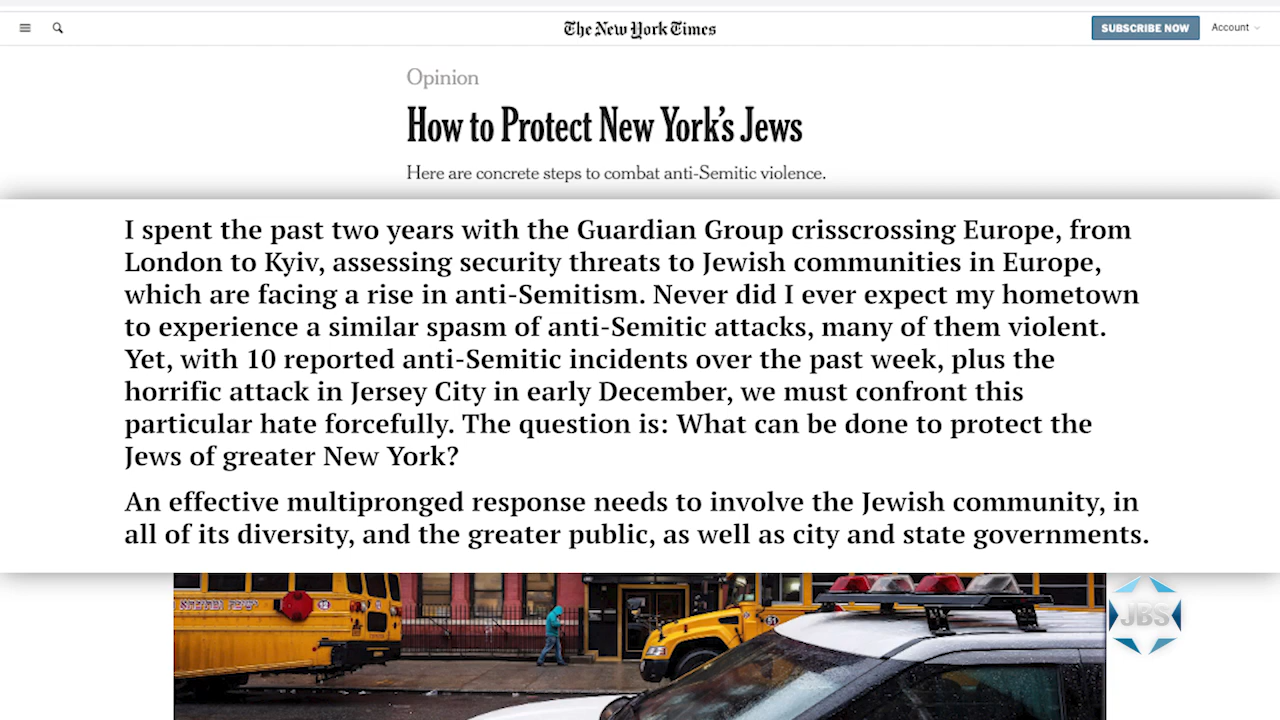 The New York Times
SUBSCRIBE NOW
Account
Opinion
How to Protect New York's Jews
Here are concrete steps to combat anti-Semitic violence.
I spent the past two years with the Guardian Group crisscrossing Europe, from
London to Kyiv, assessing security threats to Jewish communities in Europe,
which are facing a rise in anti-Semitism. Never did I ever expect my hometown
to experience a similar spasm of anti-Semitic attacks, many of them violent.
Yet, with 10 reported anti-Semitic incidents over the past week, plus the
horrific attack in Jersey City in early December, we must confront this
particular hate forcefully. The question is: What can be done to protect the
Jews of greater New York?
An effective multipronged response needs to involve the Jewish community, in
all of its diversity, and the greater public, as well as city and state governments.
12
51
JBS